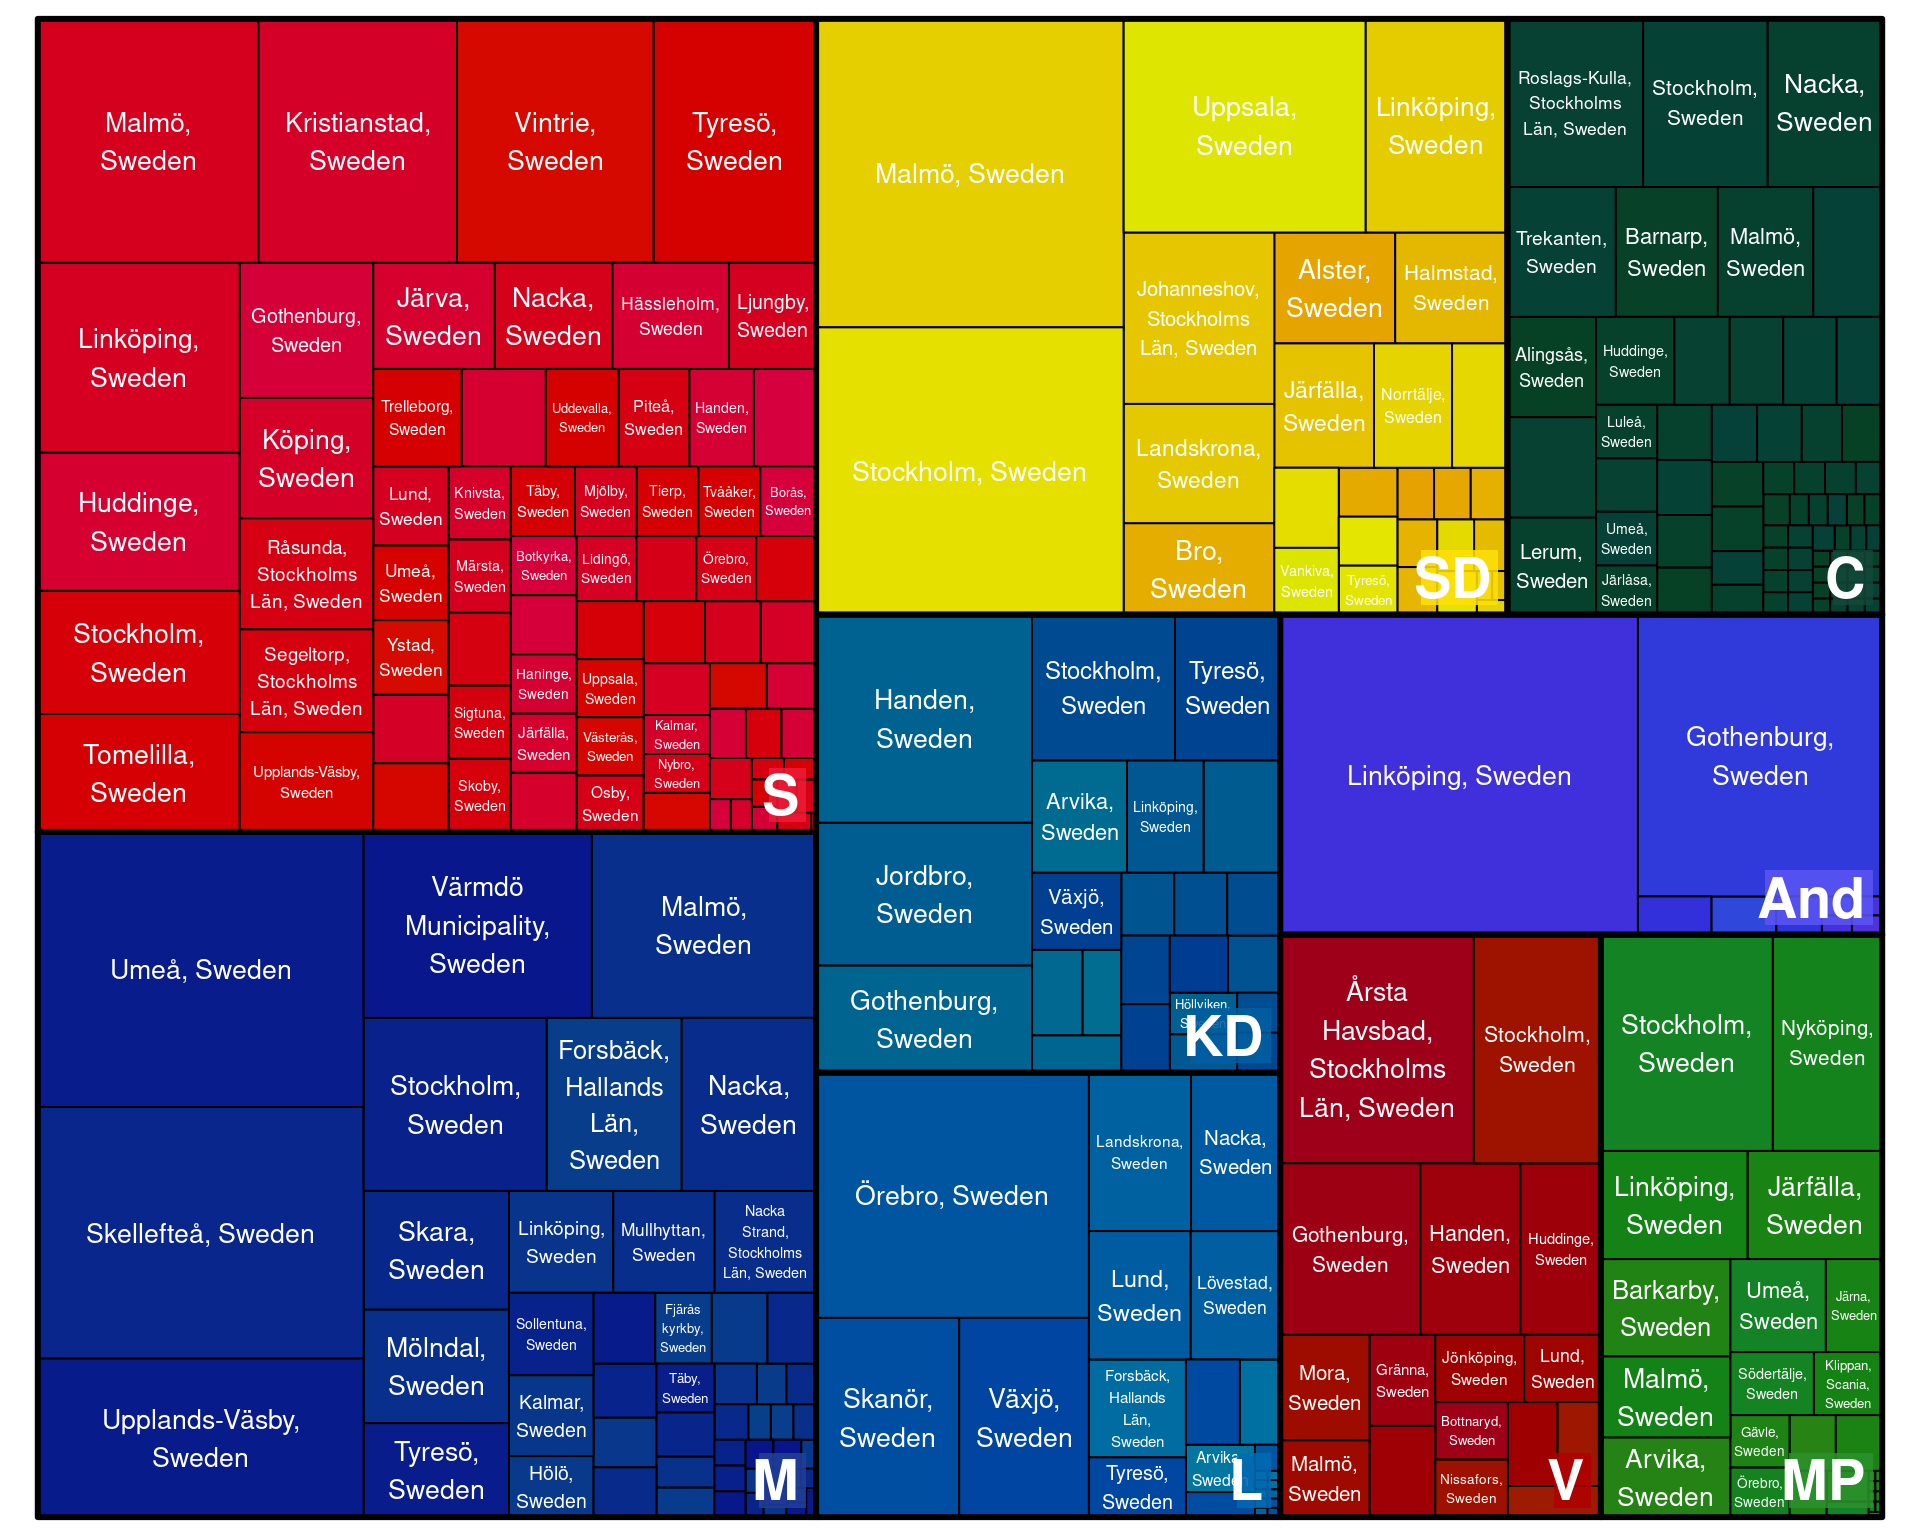 Malmö,
Sweden
Kristianstad,
Sweden
Vintrie,
Sweden
Tyresö,
Sweden
Linköping,
Sweden
Gothenburg,
Sweden
Järva,
Sweden
Nacka,
Sweden
Hässleholm,
Sweden
Ljungby,
Sweden
Köping,
Sweden
Trelleborg,
Sweden
Uddevalla,
Sweden
Piteå,
Sweden
Handen,
Sweden
Huddinge,
Sweden
Råsunda,
Stockholms
Län, Sweden
Lund,
Sweden
Knivsta,
Sweden
Täby,
Sweden
Mjölby,
Sweden
Tierp,
Sweden
Tvååker,
Sweden
Borås,
Sweden
Umeå,
Sweden
Märsta,
Sweden
Botkyrka,
Sweden
Lidingö,
Sweden
Örebro,
Sweden
Stockholm,
Sweden
Segeltorp,
Stockholms
Län, Sweden
Ystad,
Sweden
Haninge,
Sweden
Uppsala,
Sweden
Sigtuna,
Sweden
Järfälla,
Sweden
Västerås,
Sweden
Kalmar,
Sweden
Nybro,
Sweden
Tomelilla,
Sweden
Upplands-Väsby,
Sweden
Skoby,
Sweden
Osby,
Sweden
S
Malmö, Sweden
Uppsala,
Sweden
Linköping,
Sweden
Johanneshov,
Stockholms
Län, Sweden
Alster,
Sweden
Halmstad,
Sweden
Stockholm, Sweden
Landskrona,
Sweden
Järfälla,
Sweden
Norrtälje,
Sweden
Bro,
Sweden
Vankiva,
Sweden
Tyresö,
Sweden
SD
Roslags-Kulla,
Stockholms
Län, Sweden
Stockholm,
Sweden
Nacka,
Sweden
Trekanten,
Sweden
Barnarp,
Sweden
Malmö,
Sweden
Alingsås,
Sweden
Huddinge,
Sweden
Luleå,
Sweden
Lerum,
Sweden
Umeå,
Sweden
Järlåsa,
Sweden
C
Umeå, Sweden
Värmdö
Municipality,
Sweden
Malmö,
Sweden
Skellefteå, Sweden
Stockholm,
Sweden
Forsbäck,
Hallands
Län,
Sweden
Nacka,
Sweden
Skara,
Sweden
Linköping,
Sweden
Mullhyttan,
Sweden
Nacka
Strand,
Stockholms
Län, Sweden
Mölndal,
Sweden
Sollentuna,
Sweden
Fjärås
kyrkby,
Sweden
Upplands-Väsby,
Sweden
Kalmar,
Sweden
Täby,
Sweden
Tyresö,
Sweden
Hölö,
Sweden
M
Handen,
Sweden
Stockholm,
Sweden
Tyresö,
Sweden
Arvika,
Sweden
Linköping,
Sweden
Jordbro,
Sweden
Växjö,
Sweden
Gothenburg,
Sweden
Höllviken,
KD
Örebro, Sweden
Landskrona,
Sweden
Nacka,
Sweden
Lund,
Sweden
Lövestad,
Sweden
Skanör,
Sweden
Växjö,
Sweden
Forsbäck,
Hallands
Län,
Sweden
Arvika,
Sweden
Tyresö,
Sweden
L
Linköping, Sweden
Gothenburg,
Sweden
And
Årsta
Havsbad,
Stockholms
Län, Sweden
Stockholm,
Sweden
Gothenburg,
Sweden
Handen,
Sweden
Huddinge,
Sweden
Mora,
Sweden
Gränna,
Sweden
Jönköping,
Sweden
Lund,
Sweden
Bottnaryd,
Sweden
Malmö,
Sweden
Nissafors,
Sweden
V
Stockholm,
Sweden
Nyköping,
Sweden
Linköping,
Sweden
Järfälla,
Sweden
Barkarby,
Sweden
Umeå,
Sweden
Järna,
Sweden
Malmö,
Sweden
Södertälje,
Sweden
Klippan,
Scania,
Sweden
Arvika,
Sweden
Gävle,
Sweden
Örebro,
Sweden
MP